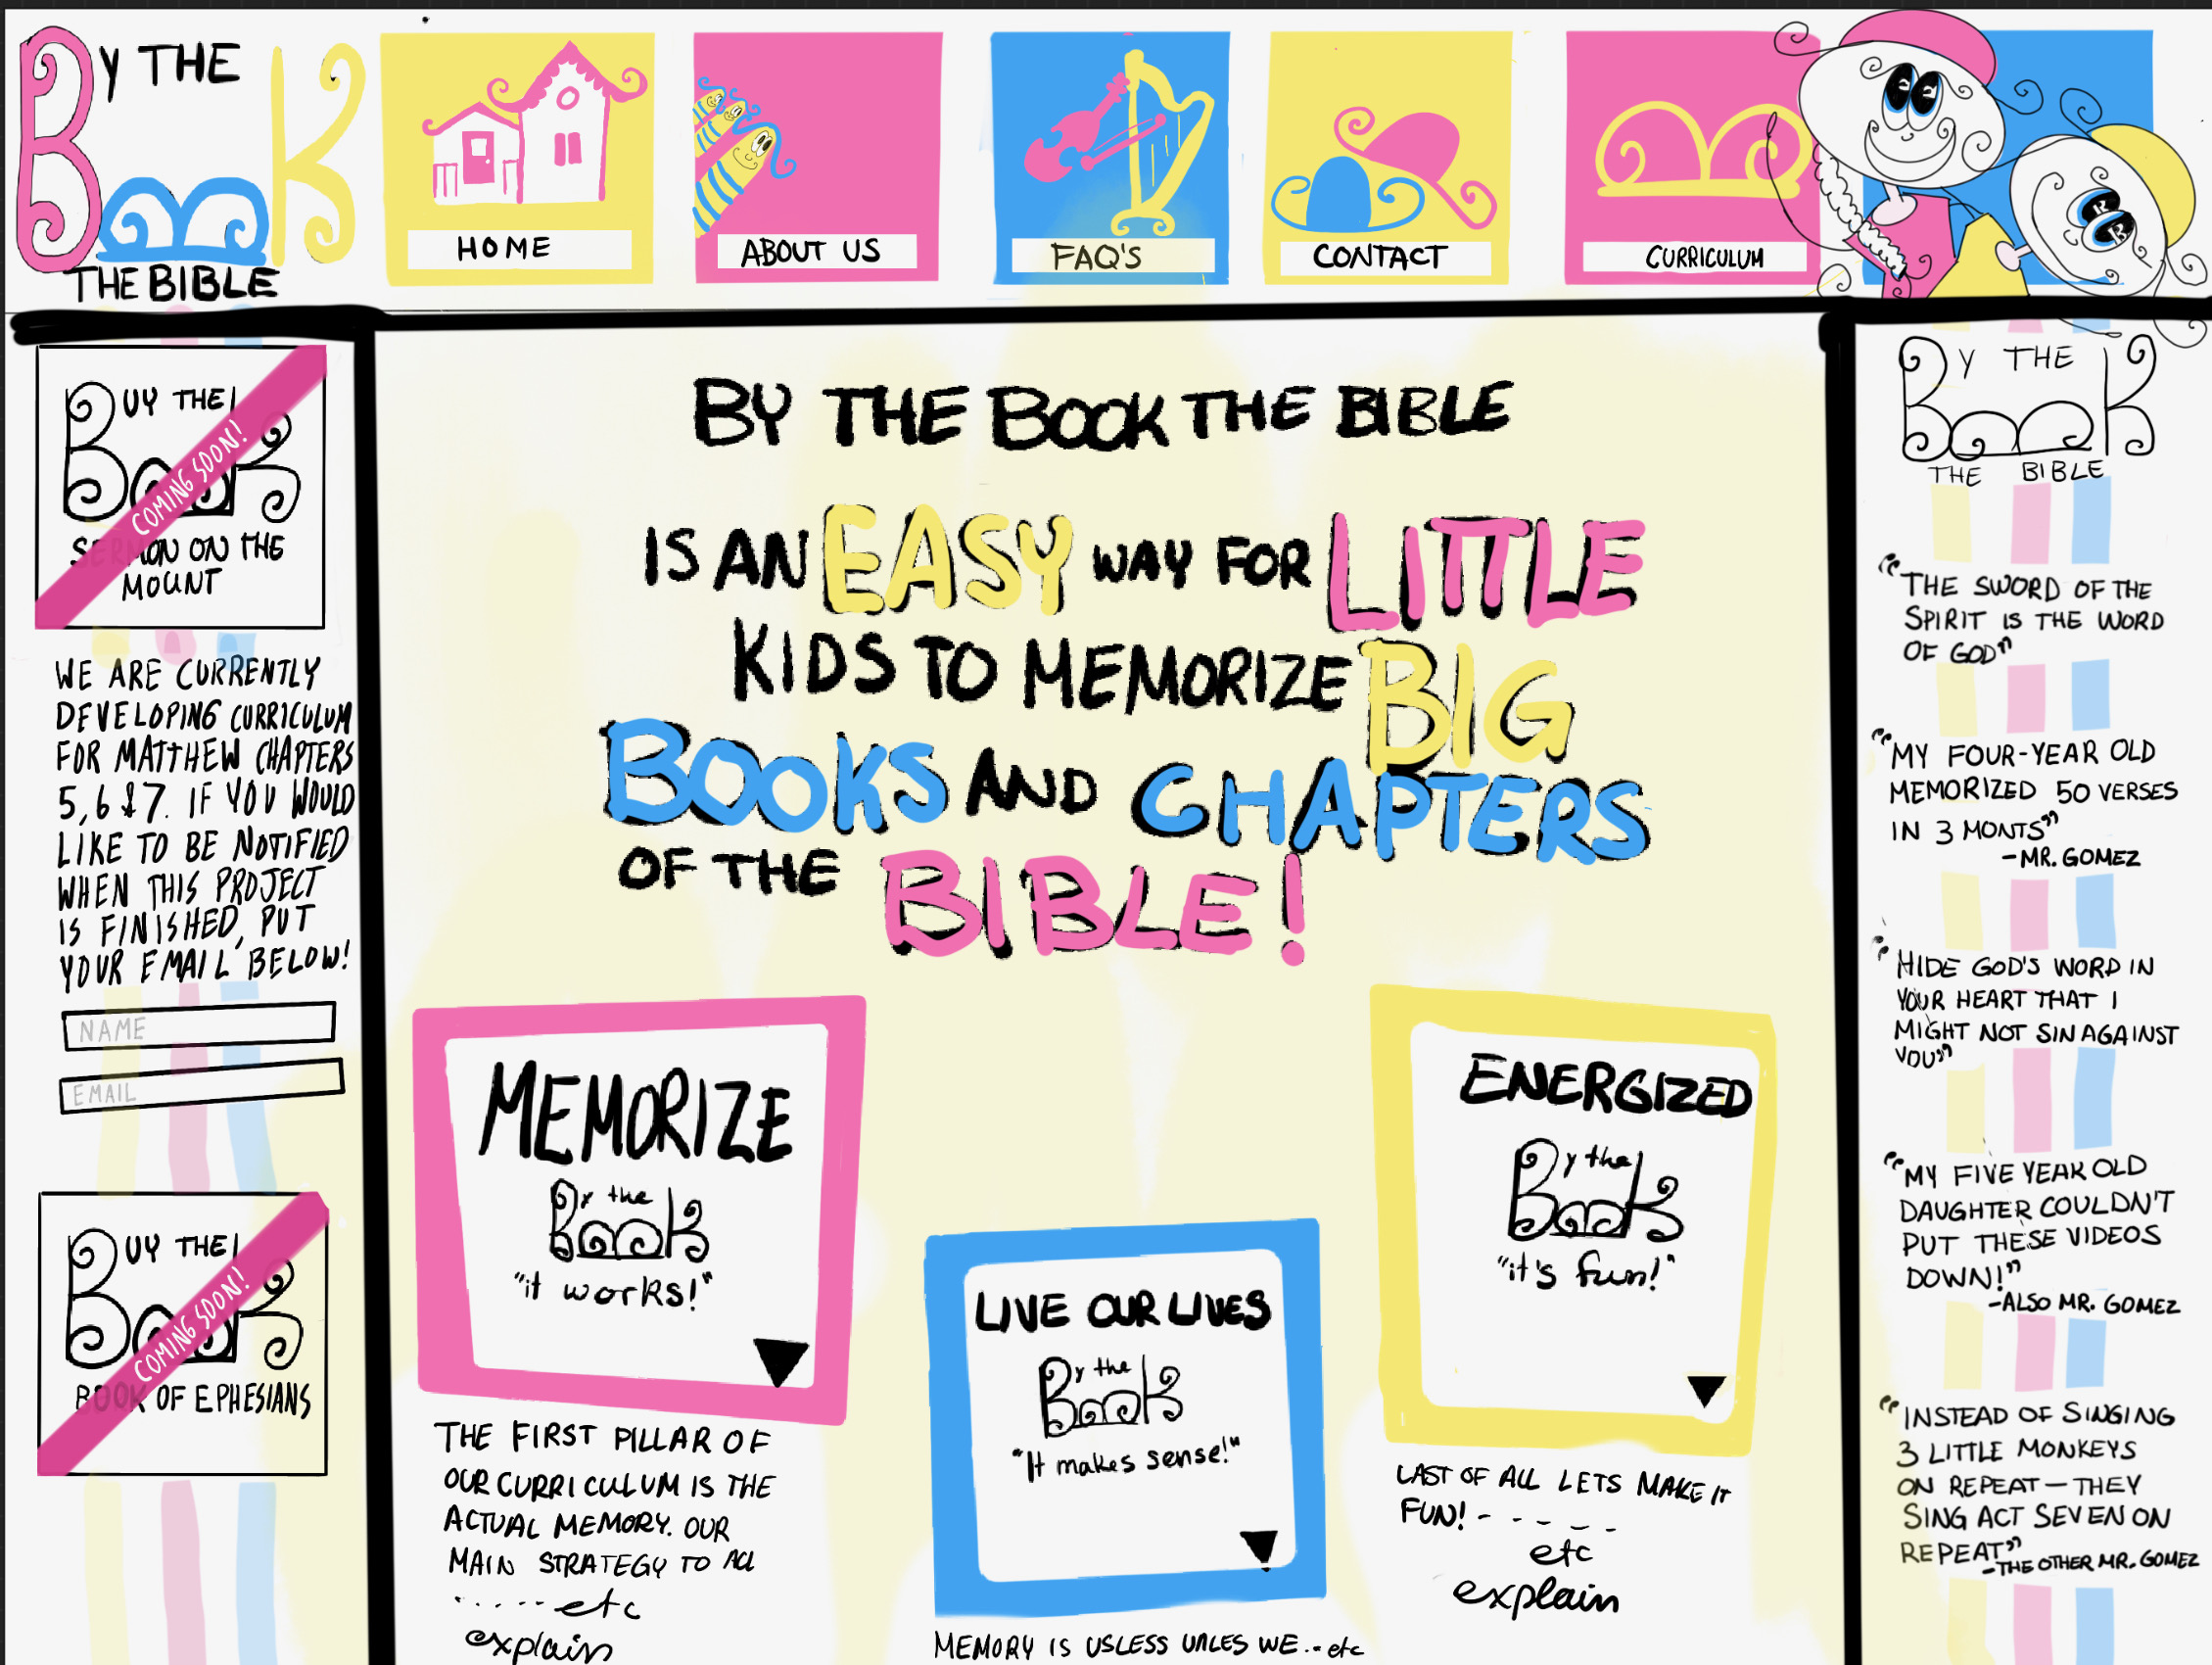 BY THE
BOOK
THE BIBLE
HOME
ABOUT US
FAQ'S
CONTACT
CURRICULUM
BUY THE
BOOK
COMING SOON!
SERMON ON THE
MOUNT
WE ARE CURRENTLY
DEVELOPING CURRICULUM
FOR MATTHEW CHAPTERS
5, 6 & 7. IF YOU WOULD
LIKE TO BE NOTIFIED
WHEN THIS PROJECT
IS FINISHED, PUT
YOUR EMAIL BELOW!
NAME
EMAIL
BUY THE
BOOK
COMING SOON!
BOOK OF EPHESIANS
BY THE BOOK THE BIBLE
IS AN EASY WAY FOR LITTLE
KIDS TO MEMORIZE BIG
BOOKS AND CHAPTERS
OF THE BIBLE!
MEMORIZE
By the
Book
"it works!"
THE FIRST PILLAR OF
OUR CURRICULUM IS THE
ACTUAL MEMORY. OUR
MAIN STRATEGY TO ACC
.....etc
explain
LIVE OUR LIVES
By the
Book
"It makes sense!"
MEMORY IS USLESS UNLES WE...etc
ENERGIZED
By the
Book
"it's fun!"
LAST OF ALL LETS MAKE IT
FUN! - - - - -
etc
explain
BY THE
BOOK
THE BIBLE
"THE SWORD OF THE
SPIRIT IS THE WORD
OF GOD"
"MY FOUR-YEAR OLD
MEMORIZED 50 VERSES
IN 3 MONTS"
-MR. GOMEZ
"HIDE GOD'S WORD IN
YOUR HEART THAT I
MIGHT NOT SIN AGAINST
YOU"
"MY FIVE YEAR OLD
DAUGHTER COULDN'T
PUT THESE VIDEOS
DOWN!"
-ALSO MR. GOMEZ
"INSTEAD OF SINGING
3 LITTLE MONKEYS
ON REPEAT - THEY
SING ACT SEVEN ON
REPEAT"
-THE OTHER MR. GOMEZ